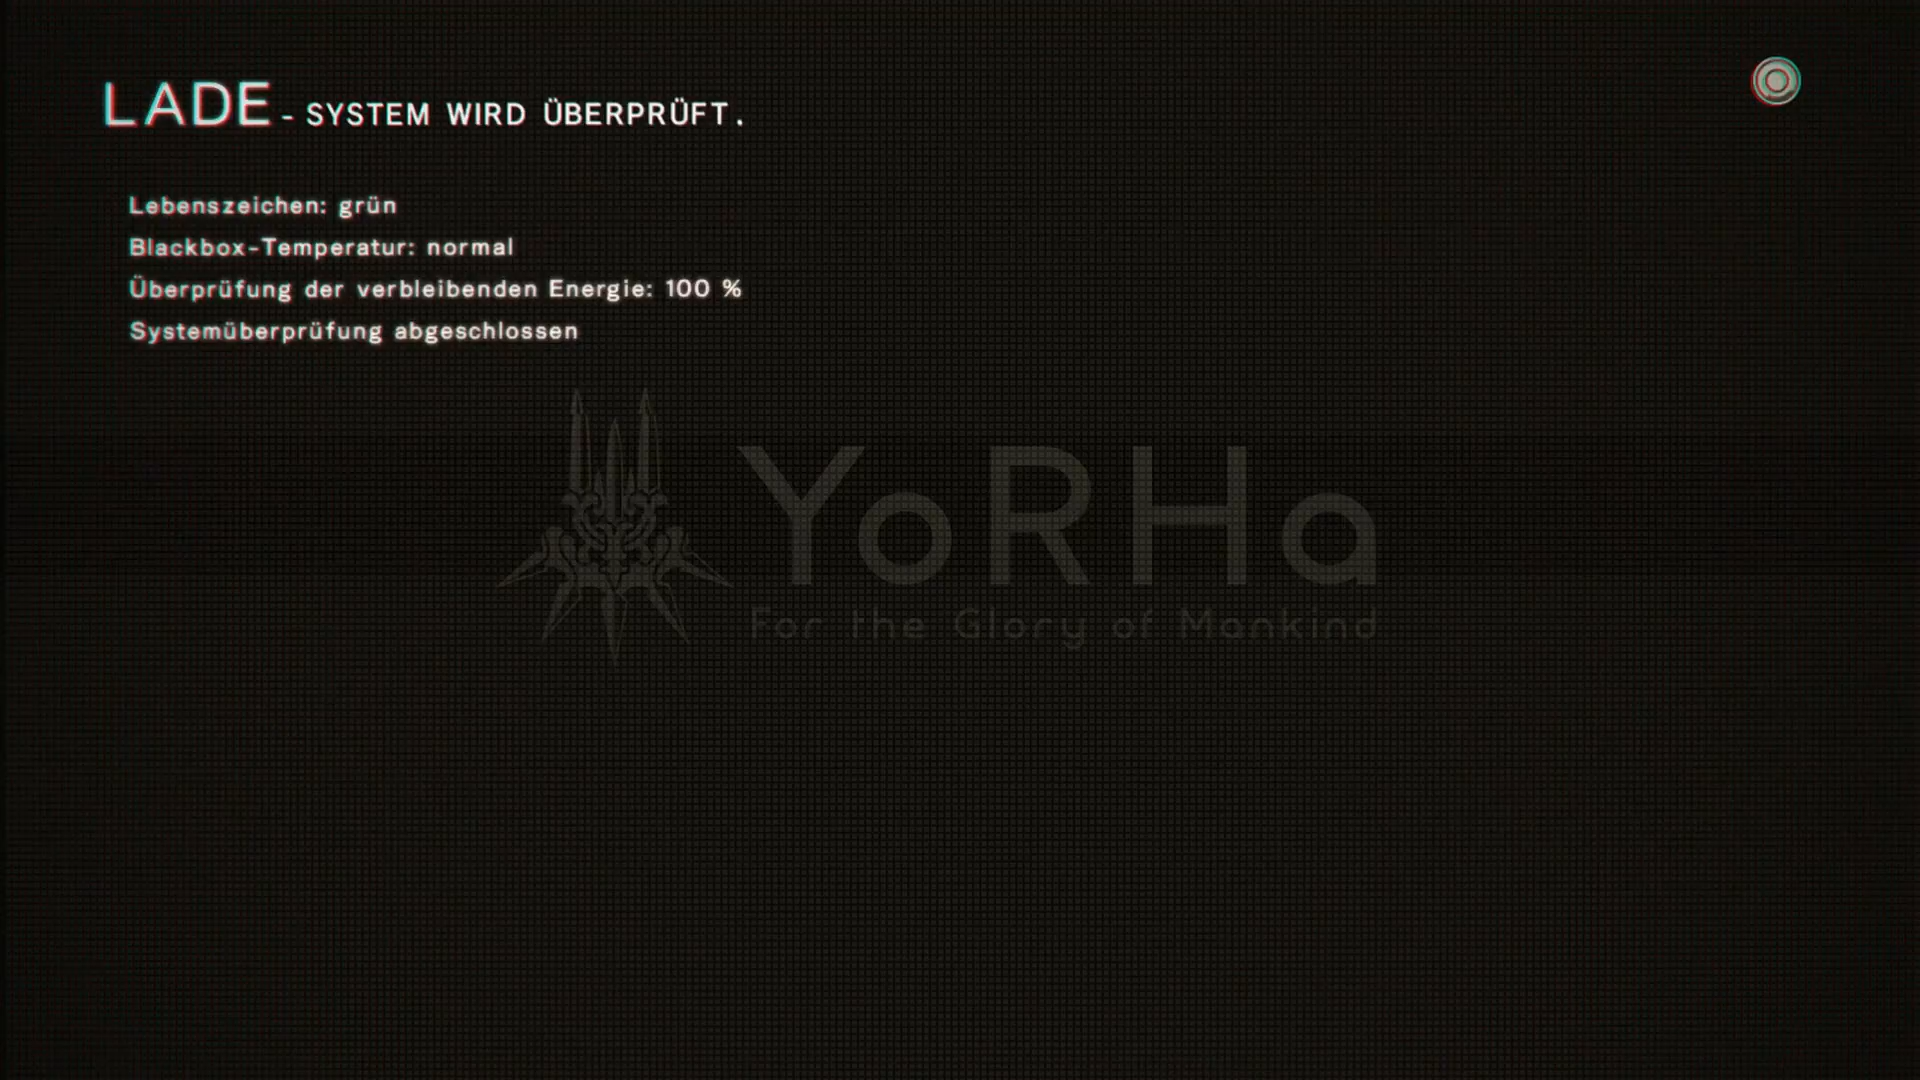 LADE - SYSTEM WIRD ÜBERPRÜFT.
Lebenszeichen: grün
Blackbox-Temperatur: normal
Überprüfung der verbleibenden Energie: 100 %
Systemüberprüfung abgeschlossen
YoRHa
For the Glory of Mankind